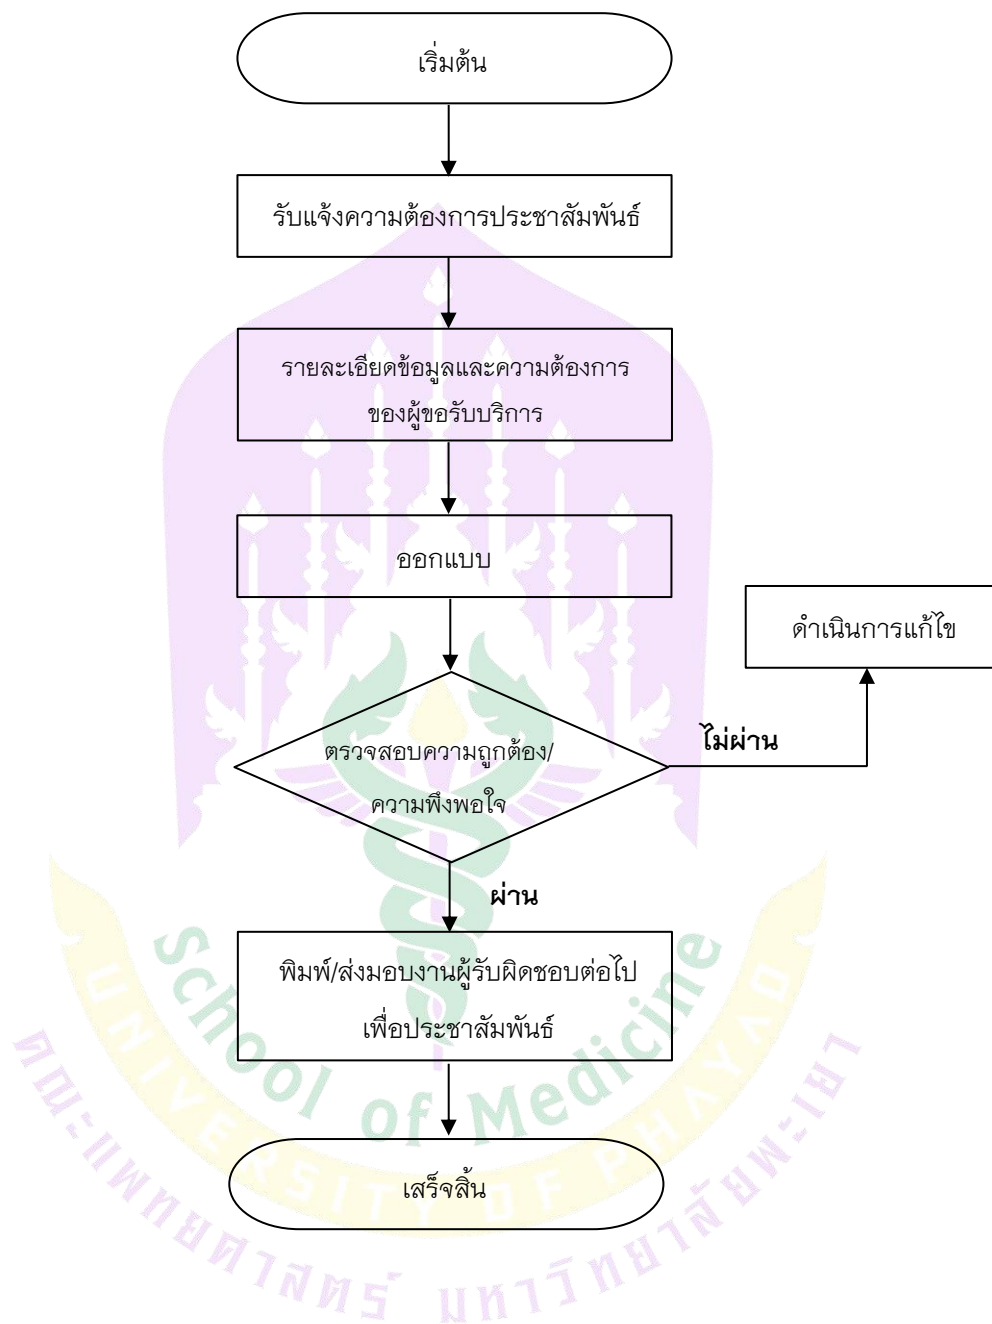 เริ่มต้น
รับแจ้งความต้องการประชาสัมพันธ์
รายละเอียดข้อมูลและความต้องการ
ของผู้ขอรับบริการ
ออกแบบ
ดำเนินการแก้ไข
ไม่ผ่าน
ตรวจสอบความถูกต้อง/
ความพึงพอใจ
ผ่าน
พิมพ์/ส่งมอบงานผู้รับผิดชอบต่อไป
เพื่อประชาสัมพันธ์
เสร็จสิ้น
School of Medicine
UNIVERSITY OF PHAYAO
คณะแพทยศาสตร์ มหาวิทยาลัยพะเยา